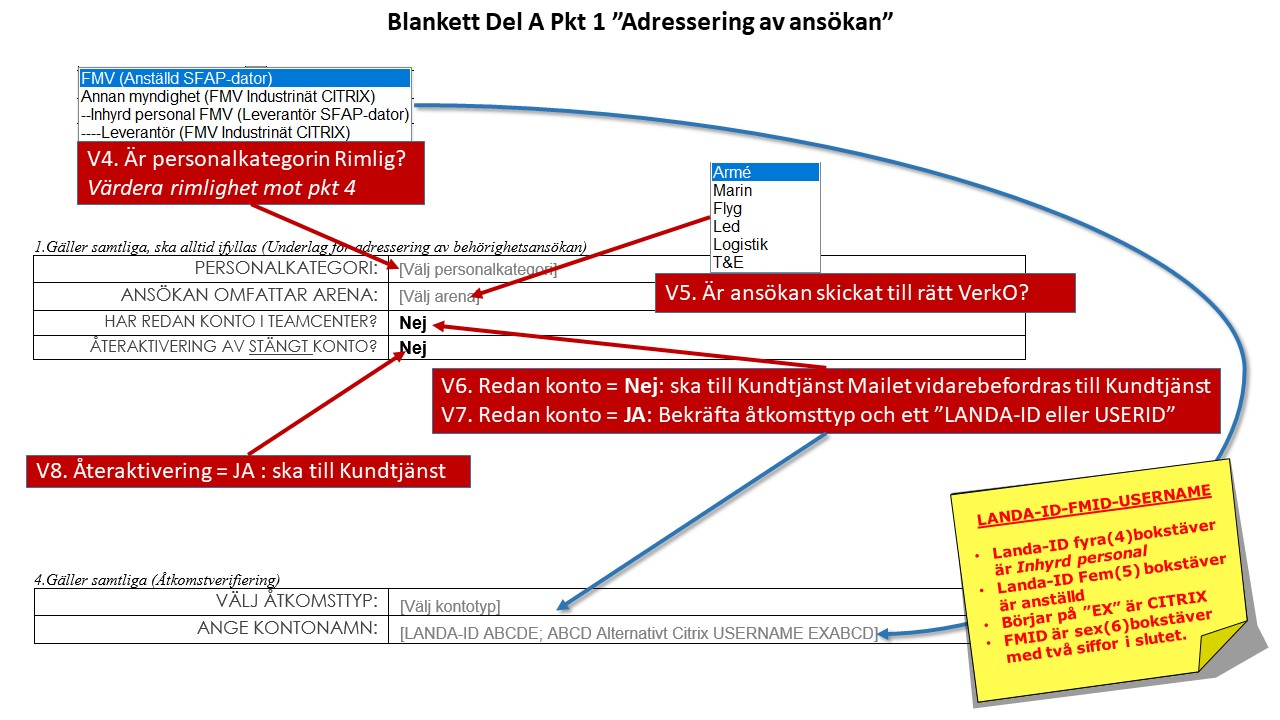 Blankett Del A Pkt 1 ”Adressering av ansökan”
FMV (Anställd SFAP-dator)
Annan myndighet (FMV Industrinät CITRIX)
--Inhyrd personal FMV (Leverantör SFAP-dator)
----Leverantör (FMV Industrinät CITRIX)
V4. Är personalkategorin Rimlig?
Värdera rimlighet mot pkt 4
Armé
Marin
Flyg
Led
Logistik
T&E
1.Gäller samtliga, ska alltid ifyllas (Underlag för adressering av behörighetsansökan)
PERSONALKATEGORI: [Välj personalkategori]
ANSÖKAN OMFATTAR ARENA: [Välj arena]
V5. Är ansökan skickat till rätt VerkO?
HAR REDAN KONTO I TEAMCENTER? Nej
ÅTERAKTIVERING AV STÄNGT KONTO? Nej
V6. Redan konto = Nej: ska till Kundtjänst Mailet vidarebefordras till Kundtjänst
V7. Redan konto = JA: Bekräfta åtkomsttyp och ett ”LANDA-ID eller USERID”
V8. Återaktivering = JA : ska till Kundtjänst
LANDA-ID-FMID-USERNAME
• Landa-ID fyra(4)bokstäver
är Inhyrd personal
• Landa-ID Fem(5) bokstäver
är anställd
• Börjar på ”EX” är CITRIX
• FMID är sex(6)bokstäver
med två siffor i slutet.
4.Gäller samtliga (Åtkomstverifiering)
VÄLJ ÅTKOMSTTYP: [Välj kontotyp]
ANGE KONTONAMN: [LANDA-ID ABCDE; ABCD Alternativt Citrix USERNAME EXABCD]